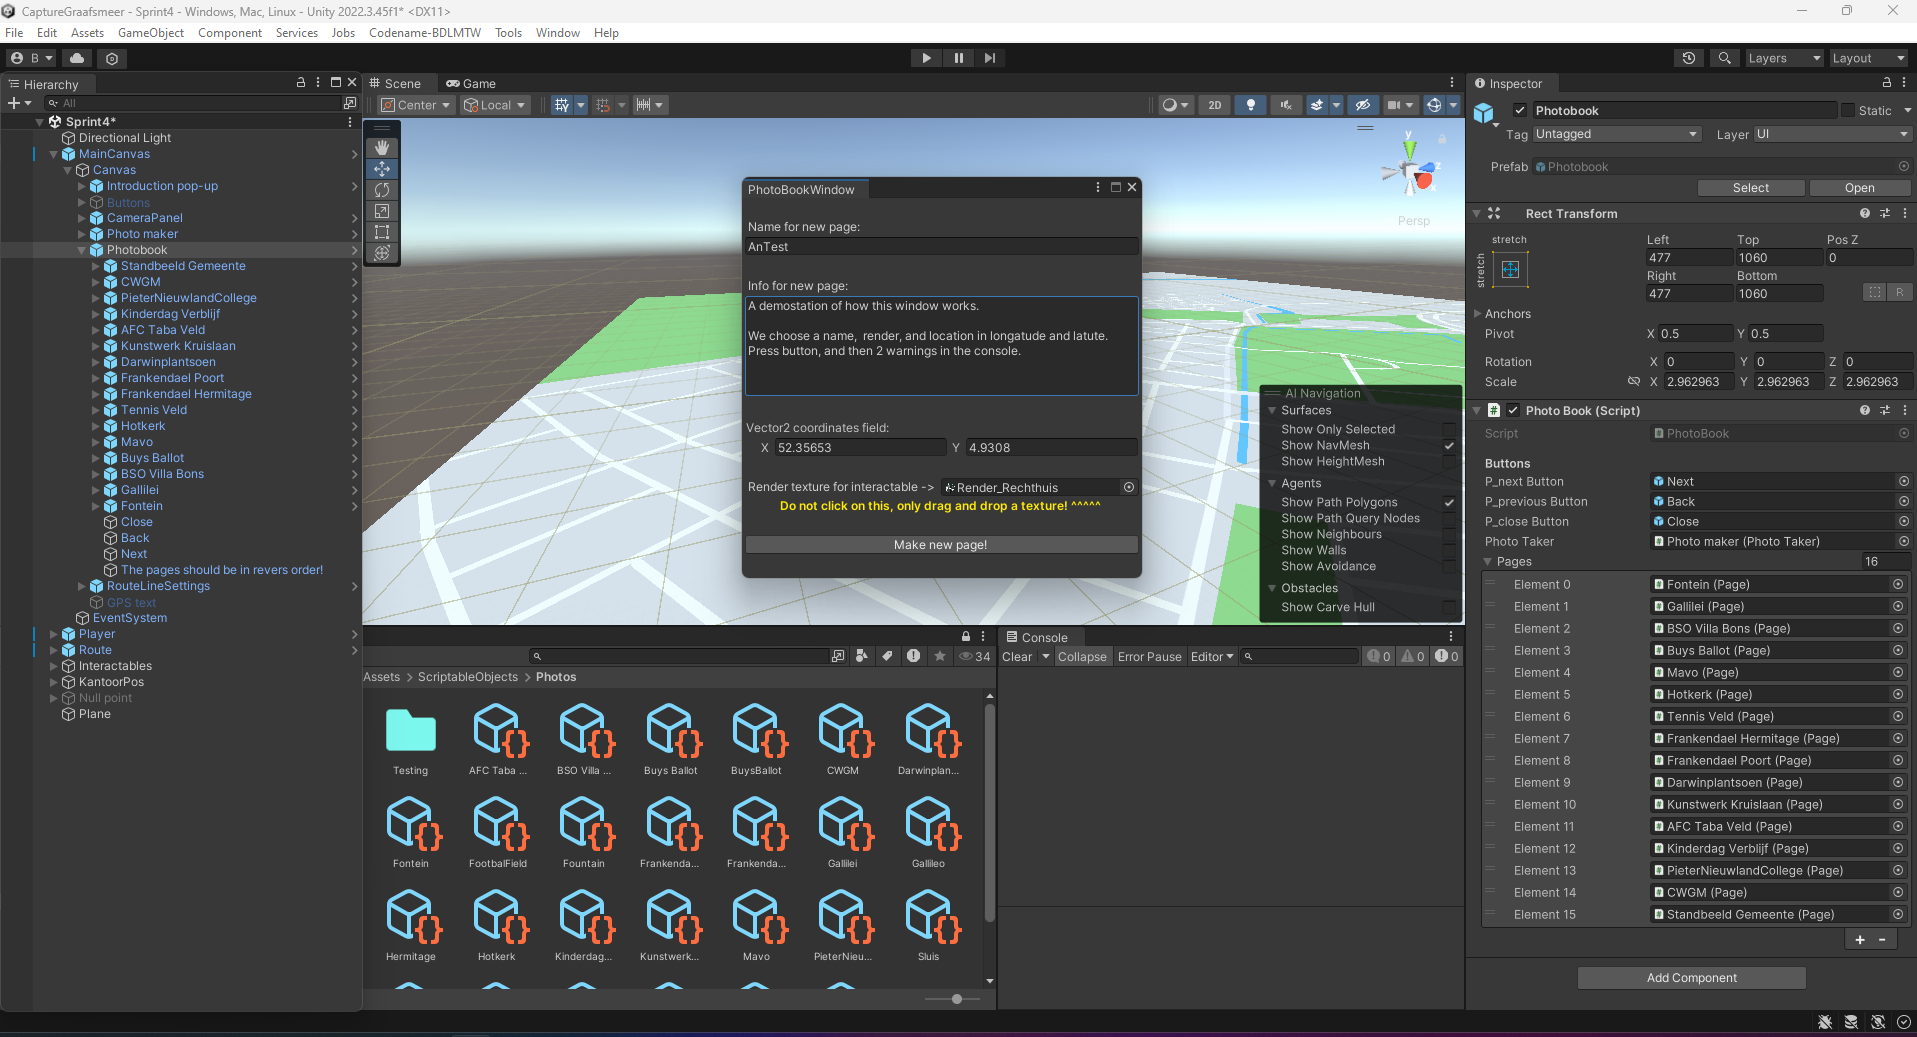 CaptureGraafsmeer - Sprint4 - Windows, Mac, Linux - Unity 2022.3.45f1* <DX11>
File Edit Assets GameObject Component Services Jobs Codename-BDLMTW Tools Window Help
B
Layers
Layout
Hierarchy
All
Sprint4*
Directional Light
MainCanvas
Canvas
Introduction pop-up
Buttons
CameraPanel
Photo maker
Photobook
Standbeeld Gemeente
CWGM
PieterNieuwlandCollege
Kinderdag Verblijf
AFC Taba Veld
Kunstwerk Kruislaan
Darwinplantsoen
Frankendael Poort
Frankendael Hermitage
Tennis Veld
Hotkerk
Mavo
Buys Ballot
BSO Villa Bons
Gallilei
Fontein
Close
Back
Next
The pages should be in revers order!
RouteLineSettings
GPS text
EventSystem
Player
Route
Interactables
KantoorPos
Null point
Plane
Scene Game
Center Local 2D
y
z
x
Persp
PhotoBookWindow
Name for new page:
AnTest
Info for new page:
A demostation of how this window works.
We choose a name, render, and location in longatude and latute.
Press button, and then 2 warnings in the console.
Vector2 coordinates field:
X 52.35653 Y 4.9308
Render texture for interactable -> Render_Rechthuis
Do not click on this, only drag and drop a texture! ^^^^^
Make new page!
AI Navigation
Surfaces
Show Only Selected
Show NavMesh
Show HeightMesh
Agents
Show Path Polygons
Show Path Query Nodes
Show Neighbours
Show Walls
Show Avoidance
Obstacles
Show Carve Hull
34
Assets > ScriptableObjects > Photos
Testing AFC Taba ... BSO Villa ... Buys Ballot BuysBallot CWGM Darwinplan...
Fontein FootbalField Fountain Frankenda... Frankenda... Gallilei Gallileo
Hermitage Hotkerk Kinderdag... Kunstwerk... Mavo PieterNieu... Sluis
Console
Clear Collapse Error Pause Editor 0 0 0
Inspector
Photobook Static
Tag Untagged Layer UI
Prefab Photobook
Select Open
Rect Transform
stretch
stretch
Left Top Pos Z
477 1060 0
Right Bottom
477 1060 R
Anchors
Pivot X 0.5 Y 0.5
Rotation X 0 Y 0 Z 0
Scale X 2.962963 Y 2.962963 Z 2.962963
Photo Book (Script)
Script PhotoBook
Buttons
P_next Button Next
P_previous Button Back
P_close Button Close
Photo Taker Photo maker (Photo Taker)
Pages 16
Element 0 Fontein (Page)
Element 1 Gallilei (Page)
Element 2 BSO Villa Bons (Page)
Element 3 Buys Ballot (Page)
Element 4 Mavo (Page)
Element 5 Hotkerk (Page)
Element 6 Tennis Veld (Page)
Element 7 Frankendael Hermitage (Page)
Element 8 Frankendael Poort (Page)
Element 9 Darwinplantsoen (Page)
Element 10 Kunstwerk Kruislaan (Page)
Element 11 AFC Taba Veld (Page)
Element 12 Kinderdag Verblijf (Page)
Element 13 PieterNieuwlandCollege (Page)
Element 14 CWGM (Page)
Element 15 Standbeeld Gemeente (Page)
+ -
Add Component